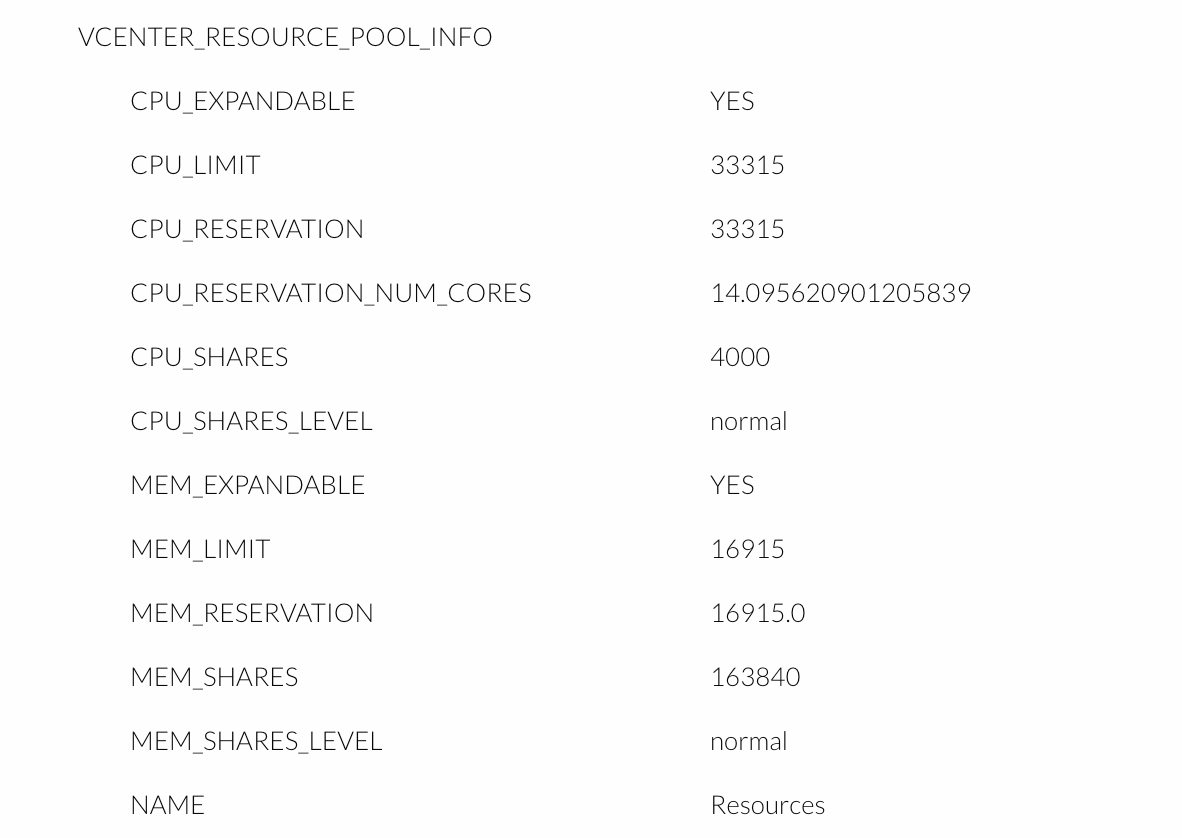 VCENTER_RESOURCE_POOL_INFO
CPU_EXPANDABLE YES
CPU_LIMIT 33315
CPU_RESERVATION 33315
CPU_RESERVATION_NUM_CORES 14.095620901205839
CPU_SHARES 4000
CPU_SHARES_LEVEL normal
MEM_EXPANDABLE YES
MEM_LIMIT 16915
MEM_RESERVATION 16915.0
MEM_SHARES 163840
MEM_SHARES_LEVEL normal
NAME Resources